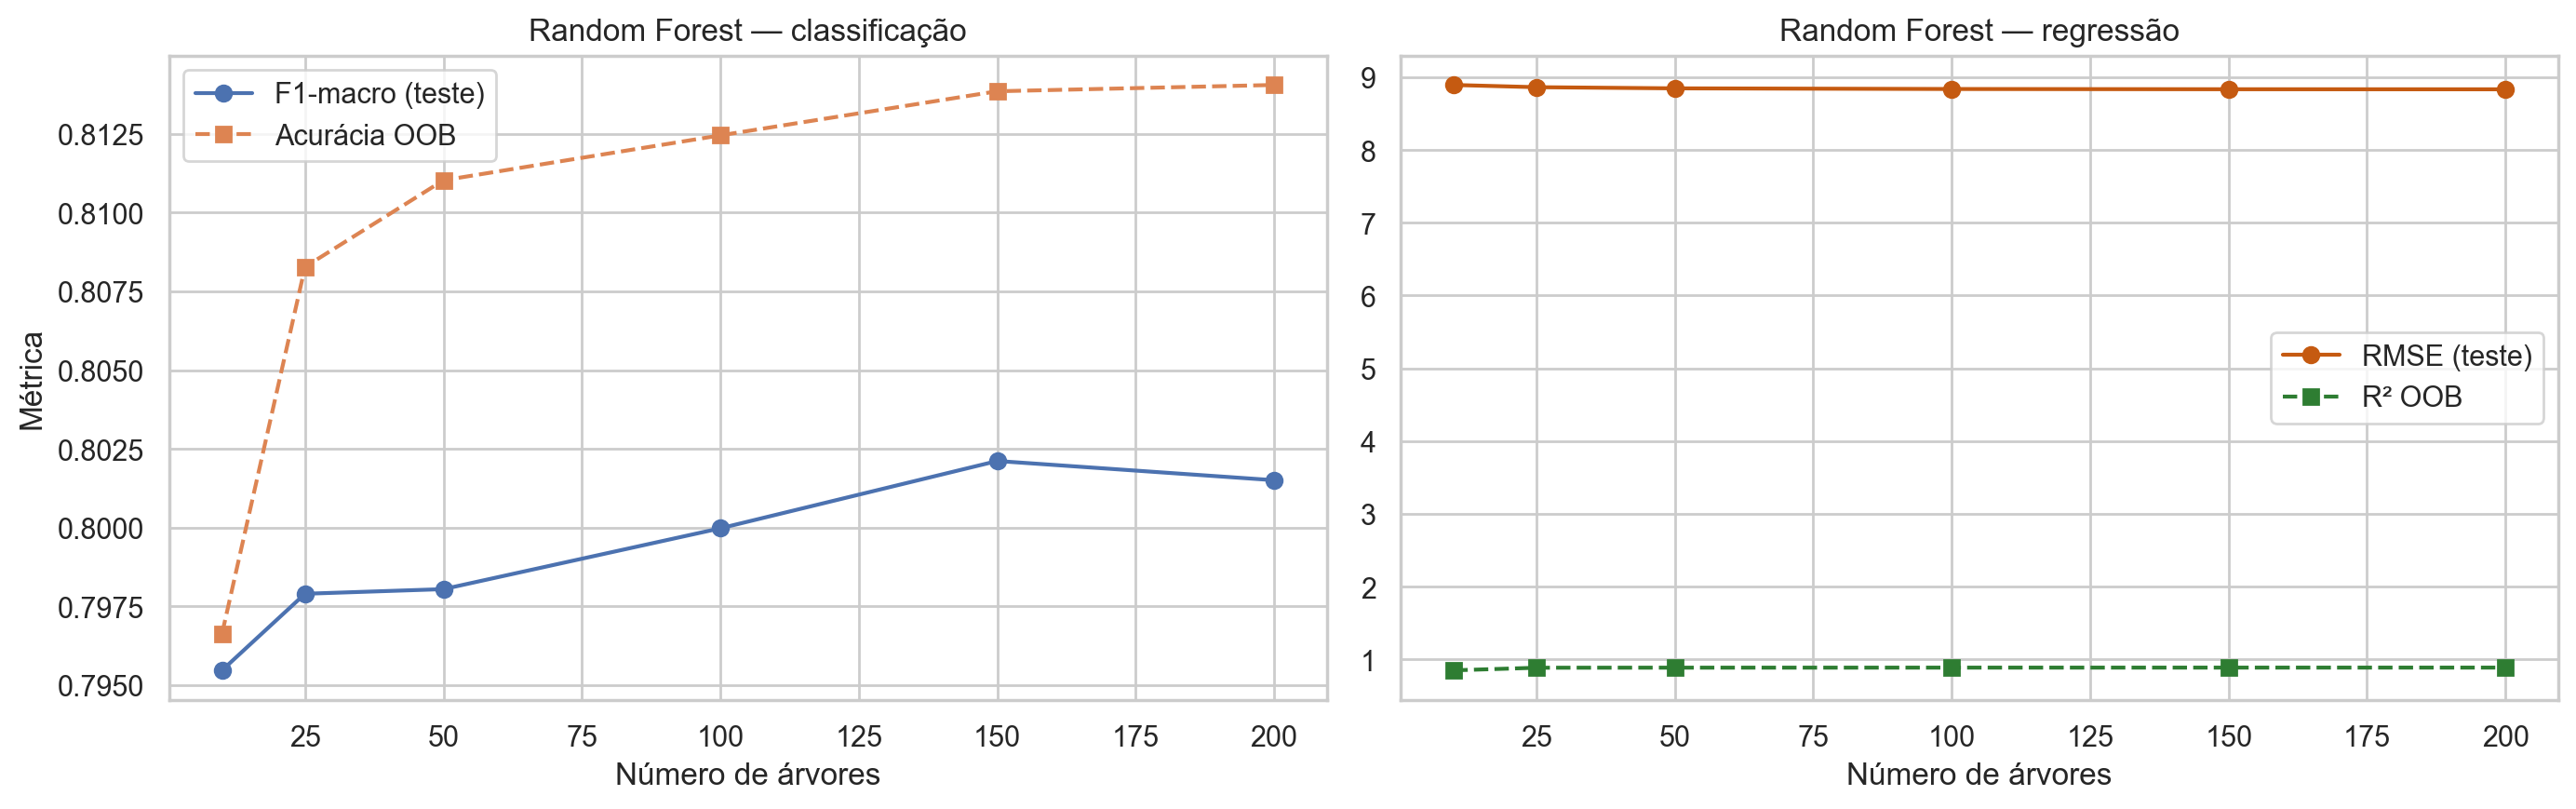 Random Forest — classificação
F1-macro (teste)
Acurácia OOB
Métrica
0.8125
0.8100
0.8075
0.8050
0.8025
0.8000
0.7975
0.7950
25 50 75 100 125 150 175 200
Número de árvores
Random Forest — regressão
9
8
7
6
5
4
3
2
1
RMSE (teste)
R² OOB
25 50 75 100 125 150 175 200
Número de árvores